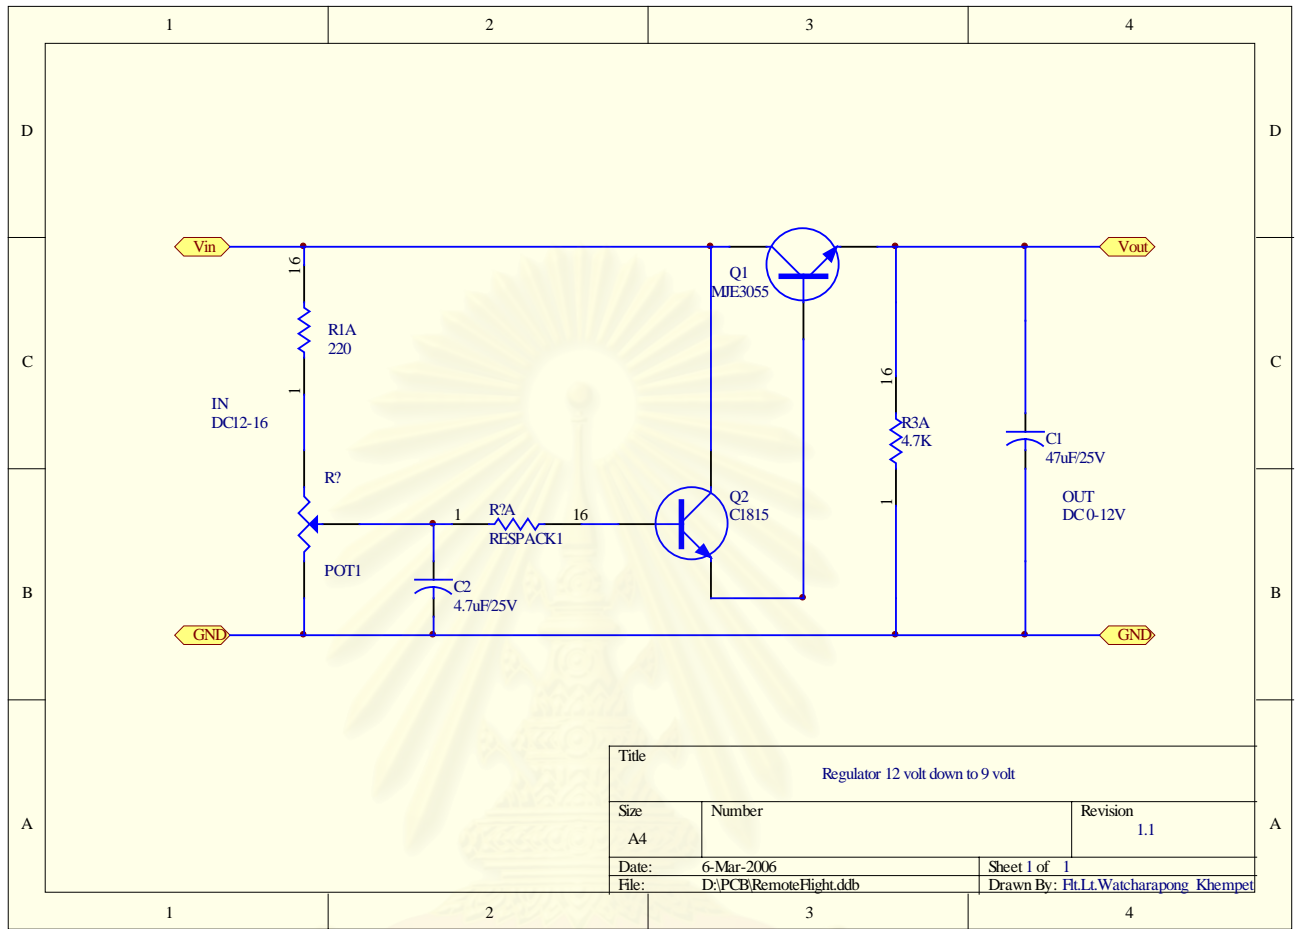 1 2 3 4
D D
Vin Vout
Q1
MJE3055
16
R1A
220
C C
16
1
IN
DC12-16
R3A
4.7K
C1
47uF/25V
R?
Q2
C1815
1
OUT
DC 0-12V
1 R?A 16
RESPACK1
POT1
C2
4.7uF/25V
B B
GND GND
Title
Regulator 12 volt down to 9 volt
Size Number Revision
A4 1.1
A A
Date: 6-Mar-2006 Sheet 1 of 1
File: D:\PCB\RemoteFlight.ddb Drawn By: Flt.Lt.Watcharapong Khempet
1 2 3 4